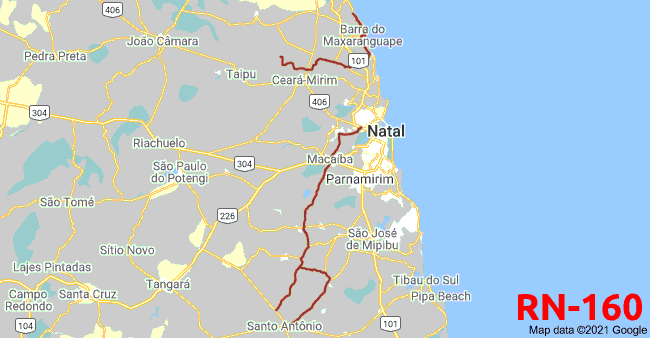 406
João Câmara
Barra do
Maxaranguape
Pedra Preta
101
Taipu
Ceará-Mirim
406
304
Natal
Riachuelo
Macaíba
304
São Paulo
do Potengi
Parnamirim
São Tomé
226
São José
de Mipibu
Sítio Novo
Lajes Pintadas
Tangará
Tibau do Sul
Campo
Redondo
Santa Cruz
Pipa Beach
RN-160
104
Santo Antônio
101
Map data ©2021 Google